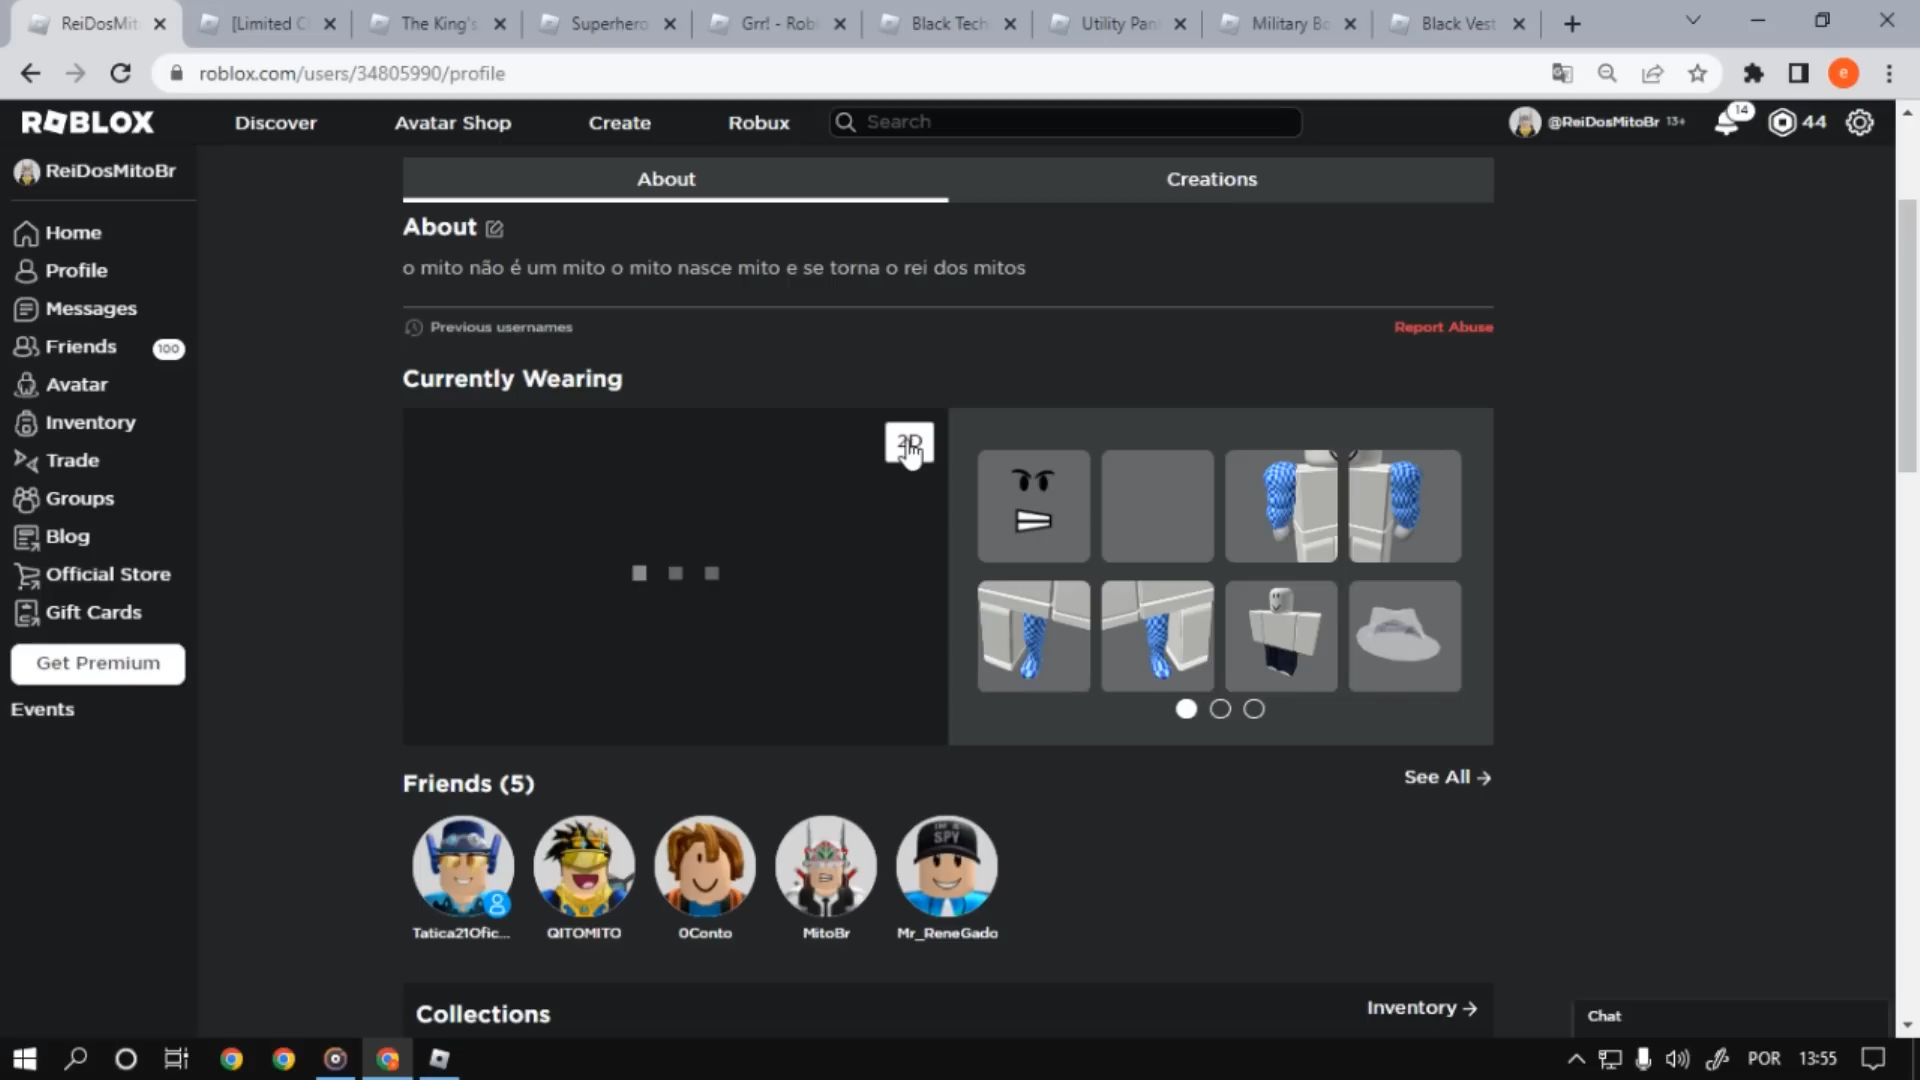 ReiDosMit
[Limited C
The King's
Superhero
Grr! - Rob
Black Tech
Utility Pan
Military Bo
Black Vest
roblox.com/users/34805990/profile
e
ROBLOX
Discover
Avatar Shop
Create
Robux
Search
@ReiDosMitoBr 13+
14
44
ReiDosMitoBr
Home
Profile
Messages
Friends 100
Avatar
Inventory
Trade
Groups
Blog
Official Store
Gift Cards
Get Premium
Events
About
Creations
About
o mito não é um mito o mito nasce mito e se torna o rei dos mitos
Previous usernames
Report Abuse
Currently Wearing
2D
Friends (5)
See All
I'M A
SPY
Tatica21Ofic...
QITOMITO
0Conto
MitoBr
Mr_ReneGado
Collections
Inventory
Chat
POR
13:55